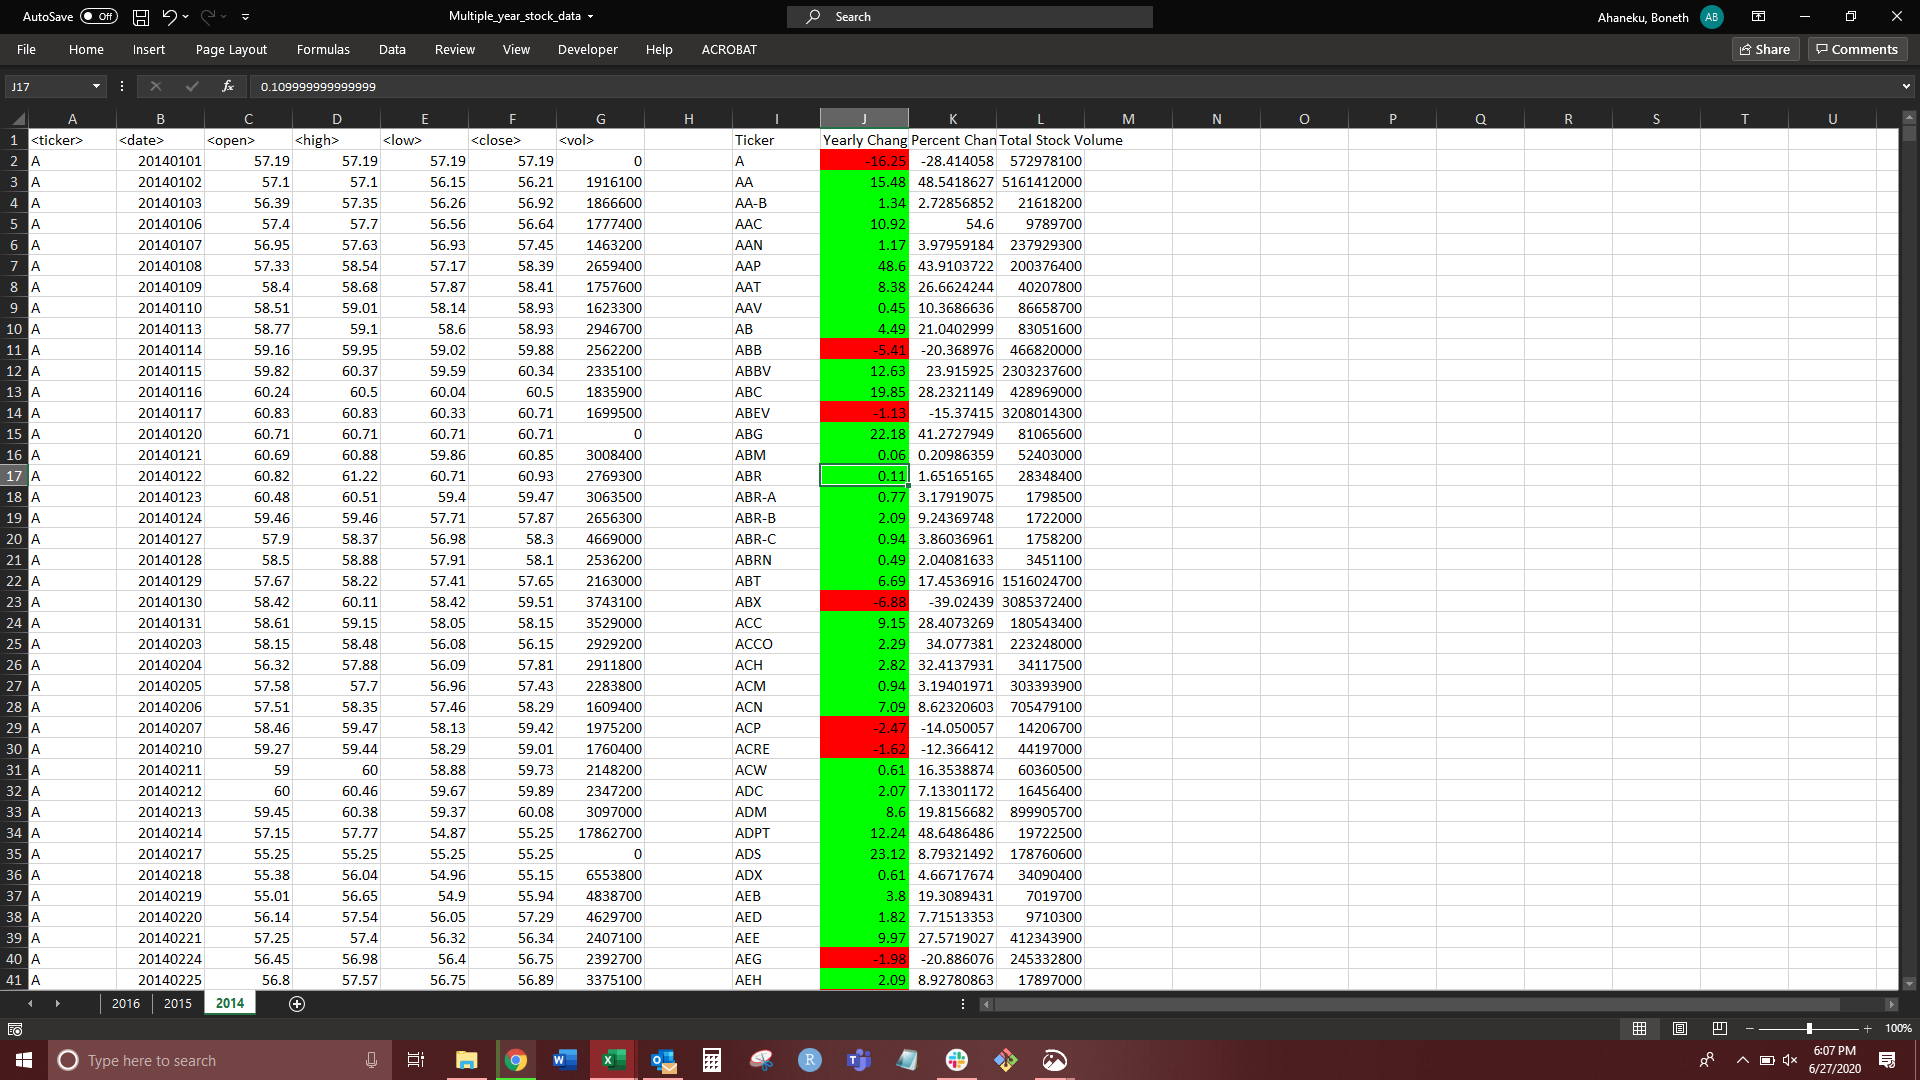 AutoSave Off Multiple_year_stock_data Search Ahaneku, Boneth AB
File Home Insert Page Layout Formulas Data Review View Developer Help ACROBAT Share Comments
J17 fx 0.109999999999999
A B C D E F G H I J K L M N O P Q R S T U
1 <ticker> <date> <open> <high> <low> <close> <vol> Ticker Yearly Chang Percent Chan Total Stock Volume
2 A 20140101 57.19 57.19 57.19 57.19 0 A -16.25 -28.414058 572978100
3 A 20140102 57.1 57.1 56.15 56.21 1916100 AA 15.48 48.5418627 5161412000
4 A 20140103 56.39 57.35 56.26 56.92 1866600 AA-B 1.34 2.72856852 21618200
5 A 20140106 57.4 57.7 56.56 56.64 1777400 AAC 10.92 54.6 9789700
6 A 20140107 56.95 57.63 56.93 57.45 1463200 AAN 1.17 3.97959184 237929300
7 A 20140108 57.33 58.54 57.17 58.39 2659400 AAP 48.6 43.9103722 200376400
8 A 20140109 58.4 58.68 57.87 58.41 1757600 AAT 8.38 26.6624244 40207800
9 A 20140110 58.51 59.01 58.14 58.93 1623300 AAV 0.45 10.3686636 86658700
10 A 20140113 58.77 59.1 58.6 58.93 2946700 AB 4.49 21.0402999 83051600
11 A 20140114 59.16 59.95 59.02 59.88 2562200 ABB -5.41 -20.368976 466820000
12 A 20140115 59.82 60.37 59.59 60.34 2335100 ABBV 12.63 23.915925 2303237600
13 A 20140116 60.24 60.5 60.04 60.5 1835900 ABC 19.85 28.2321149 428969000
14 A 20140117 60.83 60.83 60.33 60.71 1699500 ABEV -1.13 -15.37415 3208014300
15 A 20140120 60.71 60.71 60.71 60.71 0 ABG 22.18 41.2727949 81065600
16 A 20140121 60.69 60.88 59.86 60.85 3008400 ABM 0.06 0.20986359 52403000
17 A 20140122 60.82 61.22 60.71 60.93 2769300 ABR 0.11 1.65165165 28348400
18 A 20140123 60.48 60.51 59.4 59.47 3063500 ABR-A 0.77 3.17919075 1798500
19 A 20140124 59.46 59.46 57.71 57.87 2656300 ABR-B 2.09 9.24369748 1722000
20 A 20140127 57.9 58.37 56.98 58.3 4669000 ABR-C 0.94 3.86036961 1758200
21 A 20140128 58.5 58.88 57.91 58.1 2536200 ABRN 0.49 2.04081633 3451100
22 A 20140129 57.67 58.22 57.41 57.65 2163000 ABT 6.69 17.4536916 1516024700
23 A 20140130 58.42 60.11 58.42 59.51 3743100 ABX -6.88 -39.02439 3085372400
24 A 20140131 58.61 59.15 58.05 58.15 3529000 ACC 9.15 28.4073269 180543400
25 A 20140203 58.15 58.48 56.08 56.15 2929200 ACCO 2.29 34.077381 223248000
26 A 20140204 56.32 57.88 56.09 57.81 2911800 ACH 2.82 32.4137931 34117500
27 A 20140205 57.58 57.7 56.96 57.43 2283800 ACM 0.94 3.19401971 303393900
28 A 20140206 57.51 58.35 57.46 58.29 1609400 ACN 7.09 8.62320603 705479100
29 A 20140207 58.46 59.47 58.13 59.42 1975200 ACP -2.47 -14.050057 14206700
30 A 20140210 59.27 59.44 58.29 59.01 1760400 ACRE -1.62 -12.366412 44197000
31 A 20140211 59 60 58.88 59.73 2148200 ACW 0.61 16.3538874 60360500
32 A 20140212 60 60.46 59.67 59.89 2347200 ADC 2.07 7.13301172 16456400
33 A 20140213 59.45 60.38 59.37 60.08 3097000 ADM 8.6 19.8156682 899905700
34 A 20140214 57.15 57.77 54.87 55.25 17862700 ADPT 12.24 48.6486486 19722500
35 A 20140217 55.25 55.25 55.25 55.25 0 ADS 23.12 8.79321492 178760600
36 A 20140218 55.38 56.04 54.96 55.15 6553800 ADX 0.61 4.66717654 34090400
37 A 20140219 55.01 56.65 54.9 55.94 4838700 AEB 3.8 19.3089431 7019700
38 A 20140220 56.14 57.54 56.05 57.29 4629700 AED 1.82 7.71513353 9710300
39 A 20140221 57.25 57.4 56.32 56.34 2407100 AEE 9.97 27.5719027 412343900
40 A 20140224 56.45 56.98 56.4 56.75 2392700 AEG -1.98 -20.886076 245332800
41 A 20140225 56.8 57.57 56.75 56.89 3375100 AEH 2.09 8.92780863 17897000
2016 2015 2014
100%
Type here to search 6:07 PM
6/27/2020